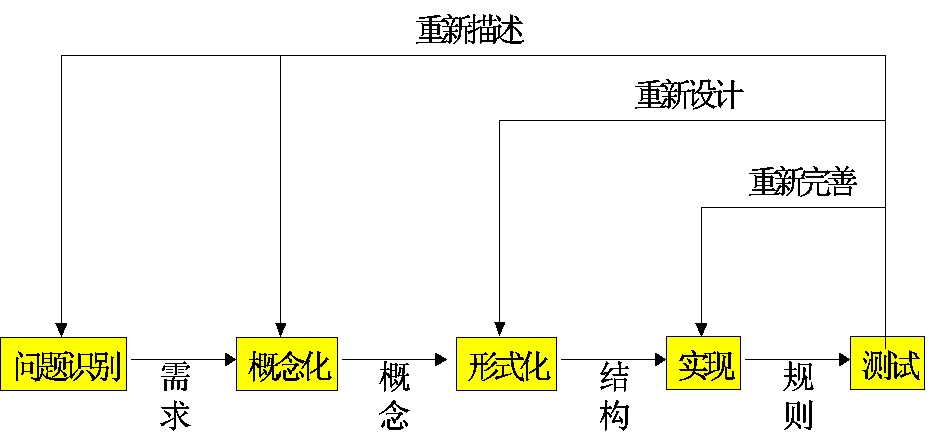 重新描述
重新设计
重新完善
问题识别
概念化
形式化
实现
测试
需求
概念
结构
规则